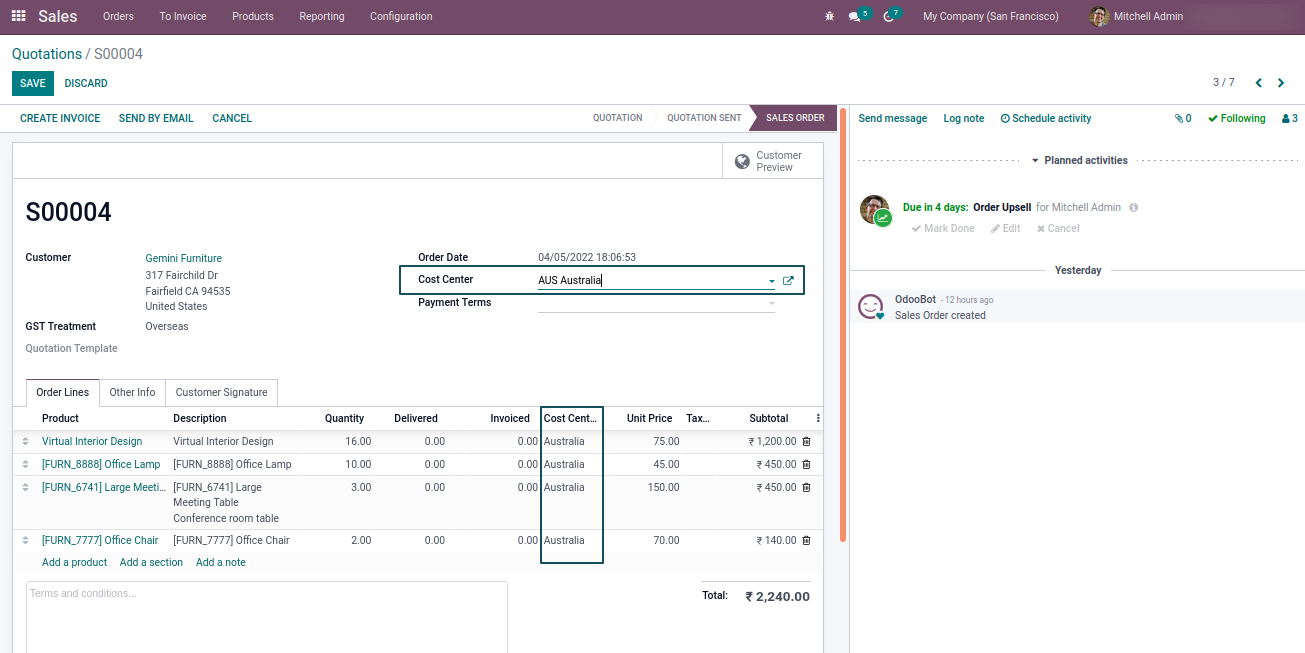 Sales Orders To Invoice Products Reporting Configuration 5 7 My Company (San Francisco) Mitchell Admin
Quotations / S00004
SAVE DISCARD 3 / 7
CREATE INVOICE SEND BY EMAIL CANCEL QUOTATION QUOTATION SENT SALES ORDER
Customer
Preview
S00004
Customer Gemini Furniture
317 Fairchild Dr
Fairfield CA 94535
United States
GST Treatment Overseas
Quotation Template
Order Date 04/05/2022 18:06:53
Cost Center AUS Australia
Payment Terms
Order Lines Other Info Customer Signature
Product Description Quantity Delivered Invoiced Cost Cent... Unit Price Tax... Subtotal
Virtual Interior Design Virtual Interior Design 16.00 0.00 0.00 Australia 75.00 ₹ 1,200.00
[FURN_8888] Office Lamp [FURN_8888] Office Lamp 10.00 0.00 0.00 Australia 45.00 ₹ 450.00
[FURN_6741] Large Meeti... [FURN_6741] Large 3.00 0.00 0.00 Australia 150.00 ₹ 450.00
Meeting Table
Conference room table
[FURN_7777] Office Chair [FURN_7777] Office Chair 2.00 0.00 0.00 Australia 70.00 ₹ 140.00
Add a product Add a section Add a note
Terms and conditions...
Total: ₹ 2,240.00
Send message Log note Schedule activity 0 Following 3
Planned activities
Due in 4 days: Order Upsell for Mitchell Admin
Mark Done Edit Cancel
Yesterday
OdooBot - 12 hours ago
Sales Order created